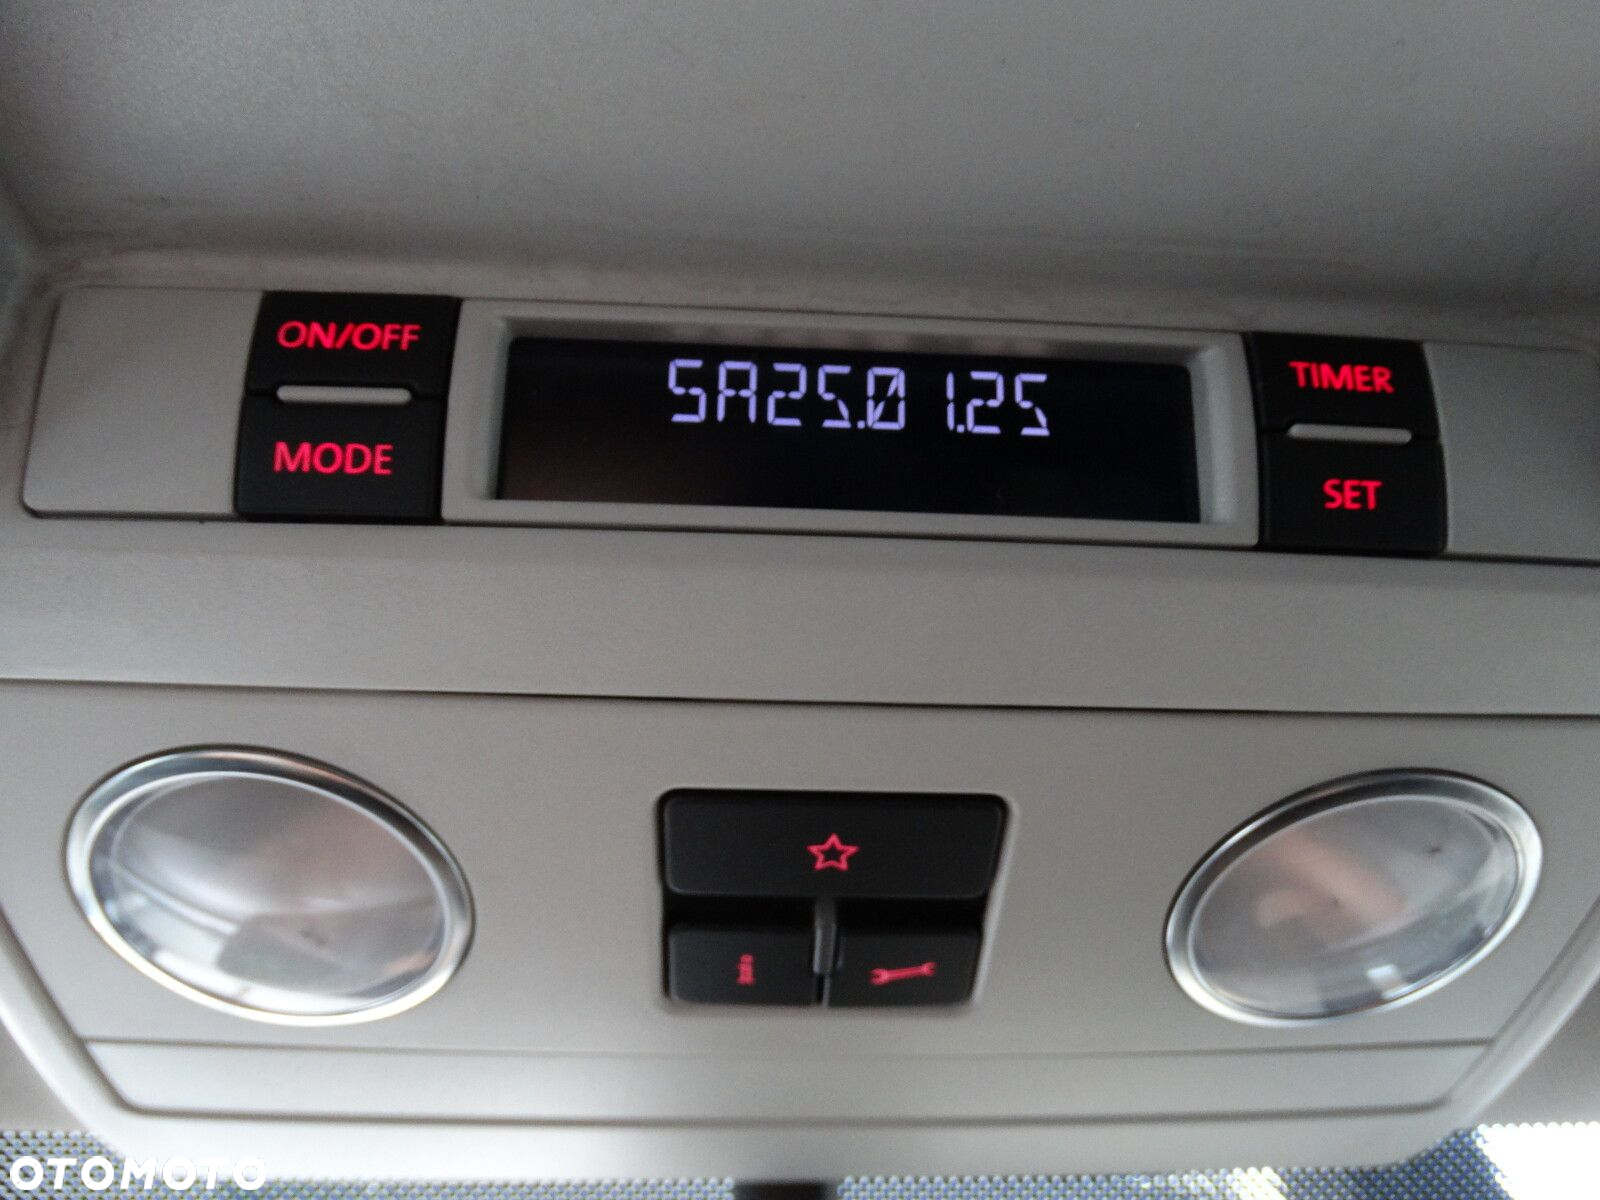 ON/OFF
MODE
SA25.01.25
TIMER
SET
i
OTOMOTO